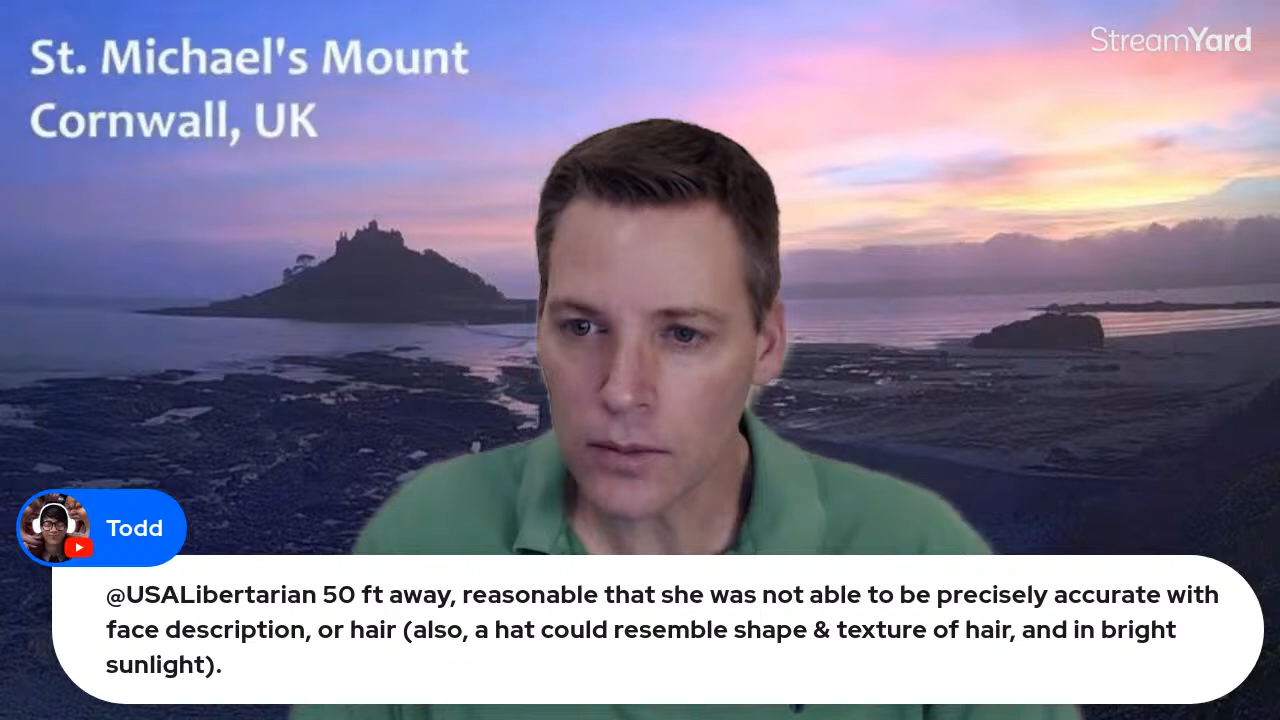 St. Michael's Mount
Cornwall, UK
StreamYard
Todd
@USALibertarian 50 ft away, reasonable that she was not able to be precisely accurate with
face description, or hair (also, a hat could resemble shape & texture of hair, and in bright
sunlight).